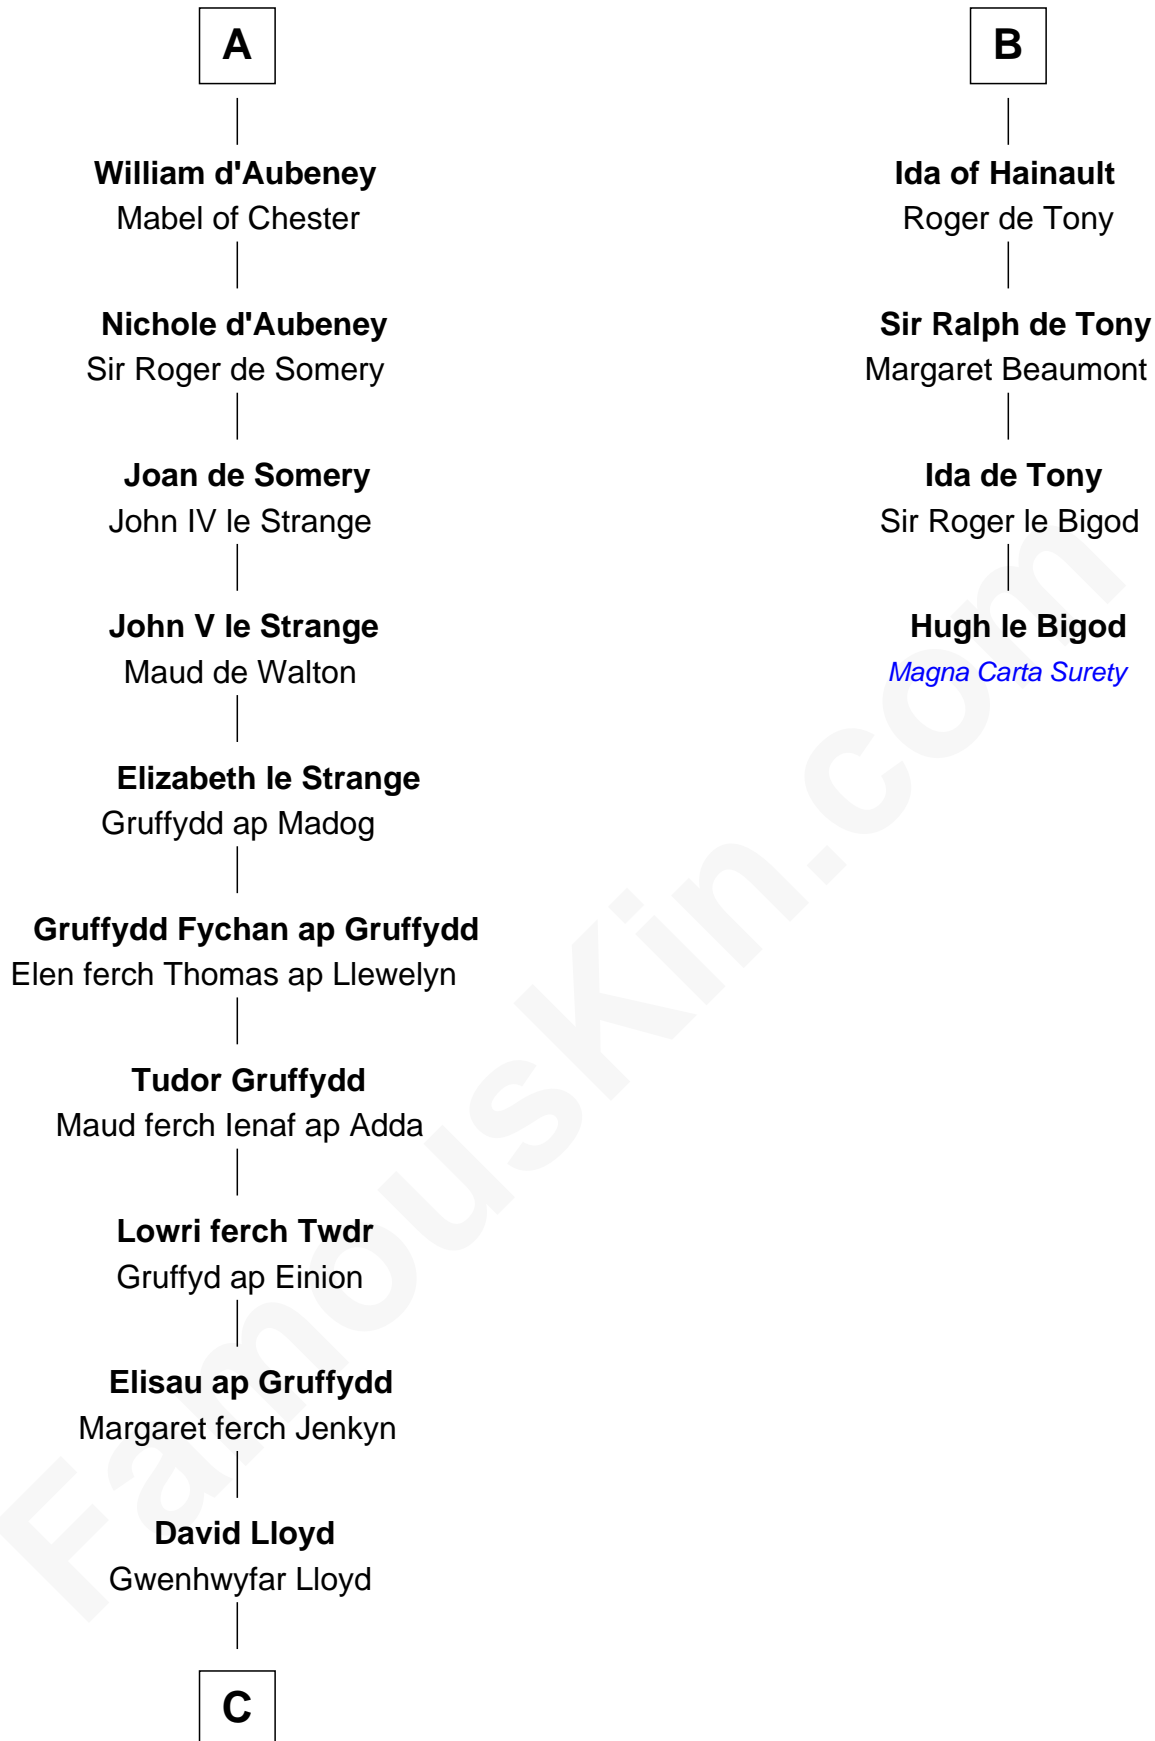 A
William d'Aubeney
Mabel of Chester
Nichole d'Aubeney
Sir Roger de Somery
Joan de Somery
John IV le Strange
John V le Strange
Maud de Walton
Elizabeth le Strange
Gruffydd ap Madog
Gruffydd Fychan ap Gruffydd
Elen ferch Thomas ap Llewelyn
Tudor Gruffydd
Maud ferch Ienaf ap Adda
Lowri ferch Twdr
Gruffyd ap Einion
Elisau ap Gruffydd
Margaret ferch Jenkyn
David Lloyd
Gwenhwyfar Lloyd
C
B
Ida of Hainault
Roger de Tony
Sir Ralph de Tony
Margaret Beaumont
Ida de Tony
Sir Roger le Bigod
Hugh le Bigod
Magna Carta Surety
FamousKin.com